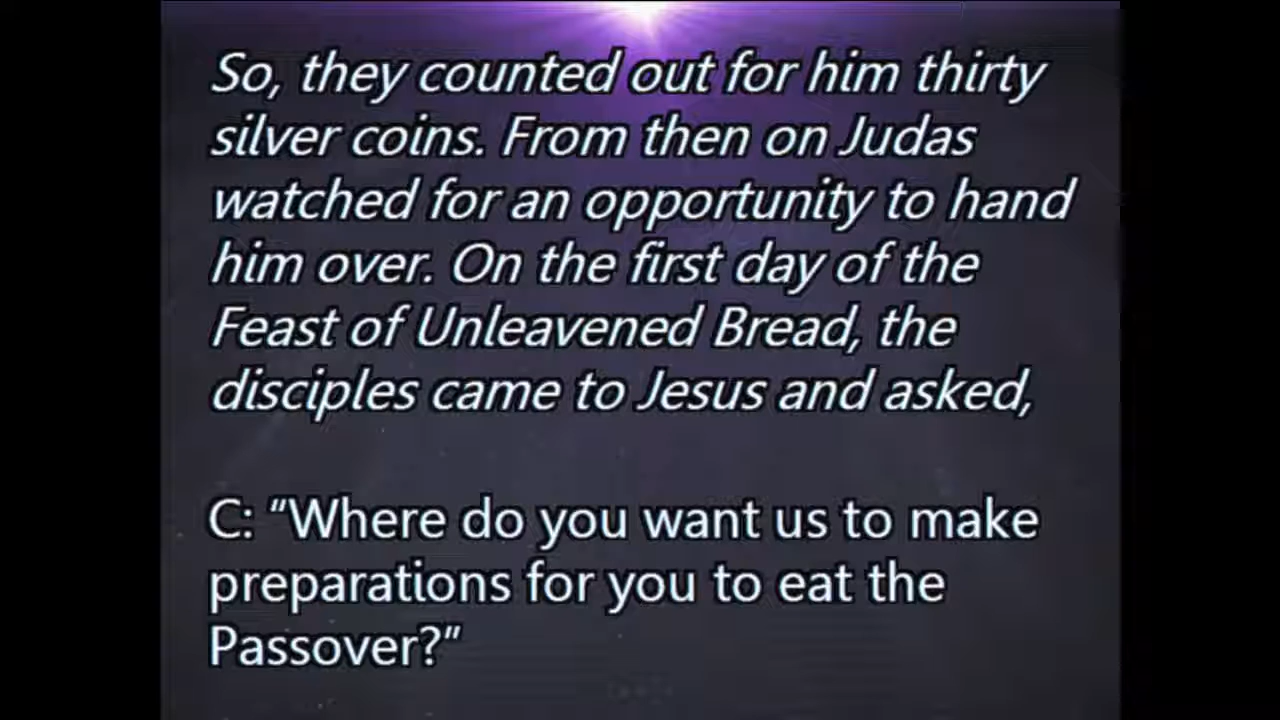 So, they counted out for him thirty
silver coins. From then on Judas
watched for an opportunity to hand
him over. On the first day of the
Feast of Unleavened Bread, the
disciples came to Jesus and asked,
C: “Where do you want us to make
preparations for you to eat the
Passover?”